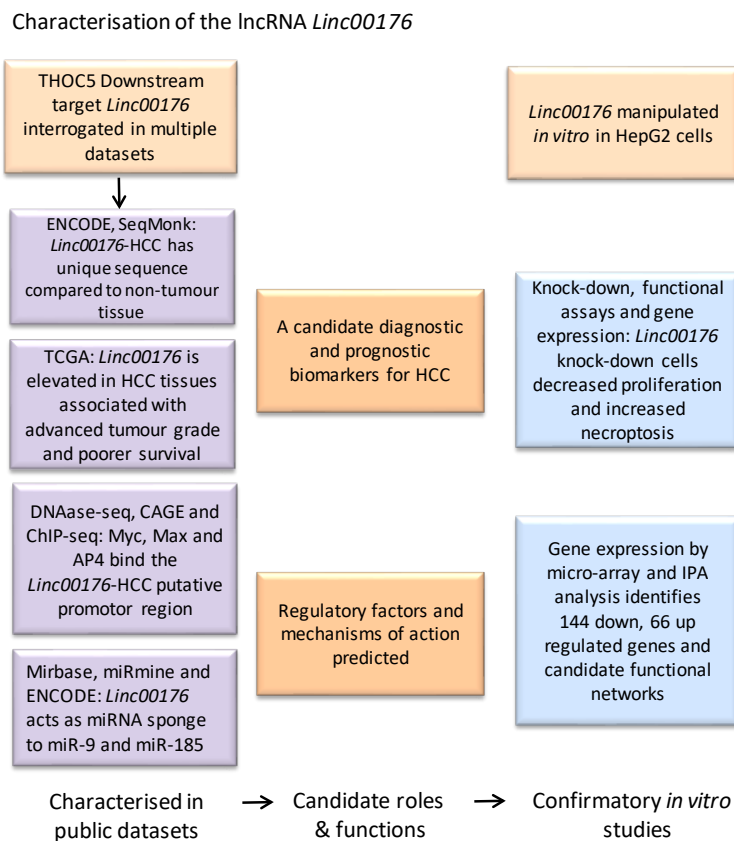 Characterisation of the lncRNA Linc00176
THOC5 Downstream
target Linc00176
interrogated in multiple
datasets
ENCODE, SeqMonk:
Linc00176-HCC has
unique sequence
compared to non-tumour
tissue
TCGA: Linc00176 is
elevated in HCC tissues
associated with
advanced tumour grade
and poorer survival
DNAase-seq, CAGE and
ChIP-seq: Myc, Max and
AP4 bind the
Linc00176-HCC putative
promotor region
Mirbase, miRmine and
ENCODE: Linc00176
acts as miRNA sponge
to miR-9 and miR-185
Characterised in
public datasets
A candidate diagnostic
and prognostic
biomarkers for HCC
Regulatory factors and
mechanisms of action
predicted
Candidate roles
& functions
Linc00176 manipulated
in vitro in HepG2 cells
Knock-down, functional
assays and gene
expression: Linc00176
knock-down cells
decreased proliferation
and increased
necroptosis
Gene expression by
micro-array and IPA
analysis identifies
144 down, 66 up
regulated genes and
candidate functional
networks
Confirmatory in vitro
studies